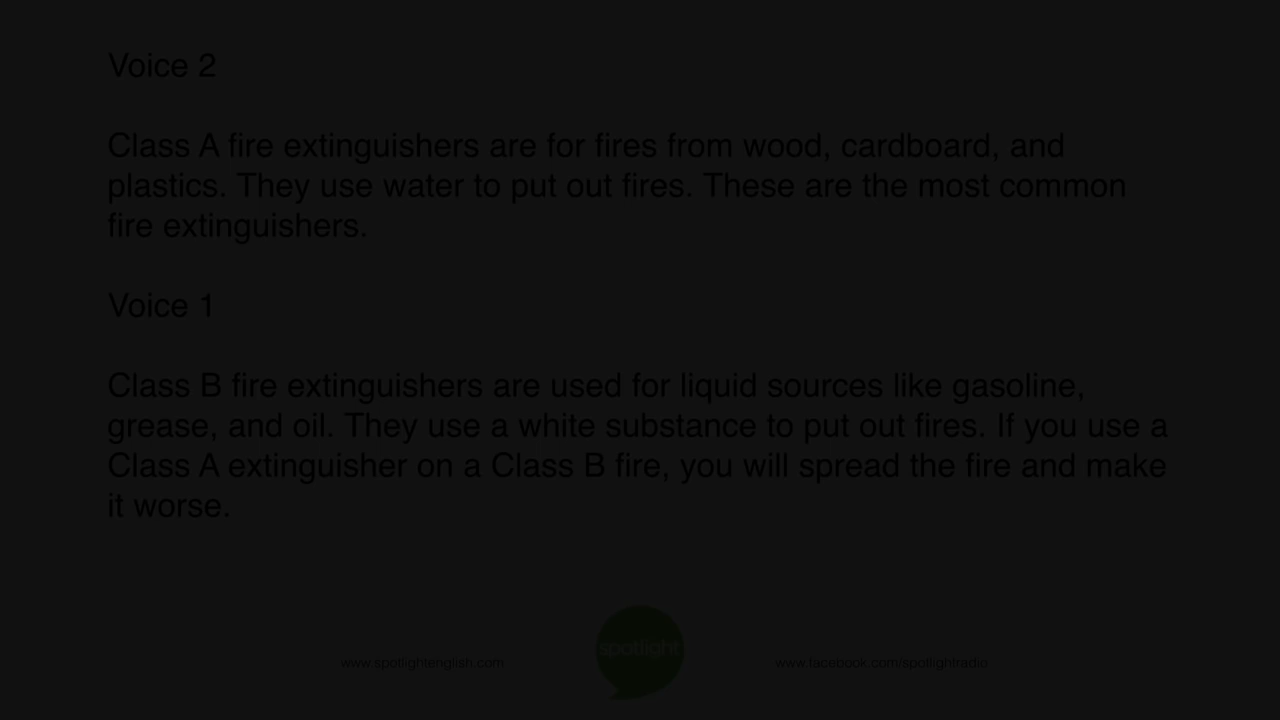 Voice 2
Class A fire extinguishers are for fires from wood, cardboard, and
plastics. They use water to put out fires. These are the most common
fire extinguishers.
Voice 1
Class B fire extinguishers are used for liquid sources like gasoline,
grease, and oil. They use a white substance to put out fires. If you use a
Class A extinguisher on a Class B fire, you will spread the fire and make
it worse.
www.spotlightenglish.com
spotlight
www.facebook.com/spotlightradio